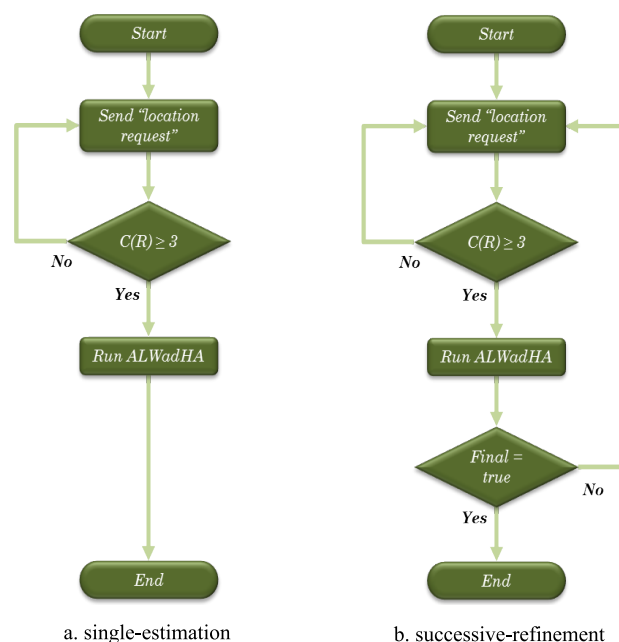 Start
Send “location
request”
C(R) ≥ 3
No
Yes
Run ALWadHA
End
a. single-estimation
Start
Send “location
request”
C(R) ≥ 3
No
Yes
Run ALWadHA
Final =
true
No
Yes
End
b. successive-refinement